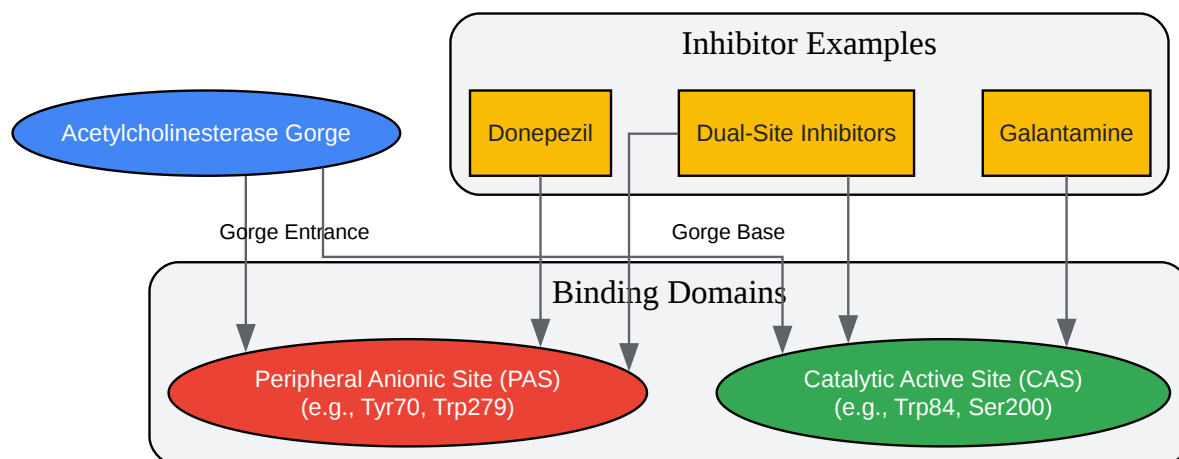 Inhibitor Examples
Acetylcholinesterase Gorge
Donepezil
Dual-Site Inhibitors
Galantamine
Gorge Entrance
Gorge Base
Binding Domains
Peripheral Anionic Site (PAS)
(e.g., Tyr70, Trp279)
Catalytic Active Site (CAS)
(e.g., Trp84, Ser200)